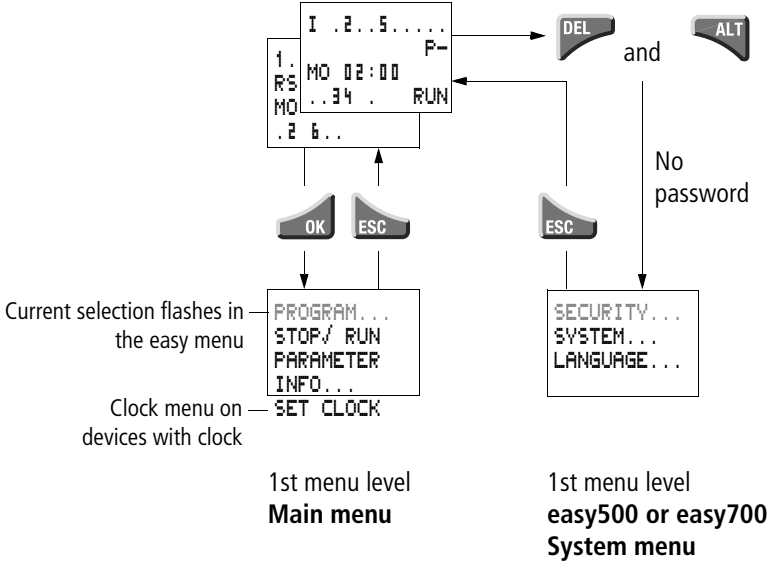 I .2..5.....
P-
MO 02:00
..34 . RUN
1.
RS
MO
.2 6..
DEL
and
ALT
No
password
OK
ESC
ESC
Current selection flashes in
the easy menu
PROGRAM...
STOP√ RUN
PARAMETER
INFO...
Clock menu on
devices with clock
SET CLOCK
SECURITY...
SYSTEM...
LANGUAGE...
1st menu level
Main menu
1st menu level
easy500 or easy700
System menu